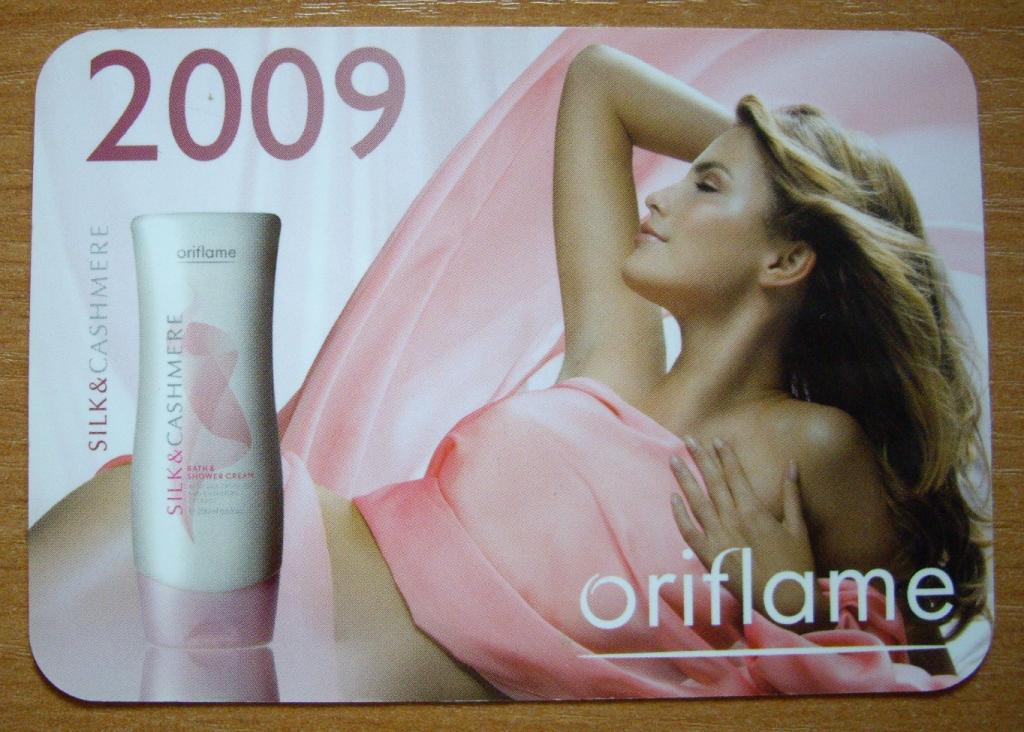 2009
SILK&CASHMERE
oriflame
SILK&CASHMERE
BATH &
SHOWER CREAM
oriflame